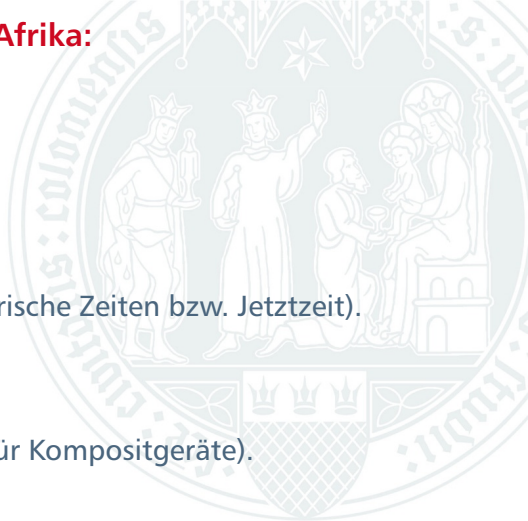 Afrika:
rische Zeiten bzw. Jetztzeit).
ür Kompositgeräte).